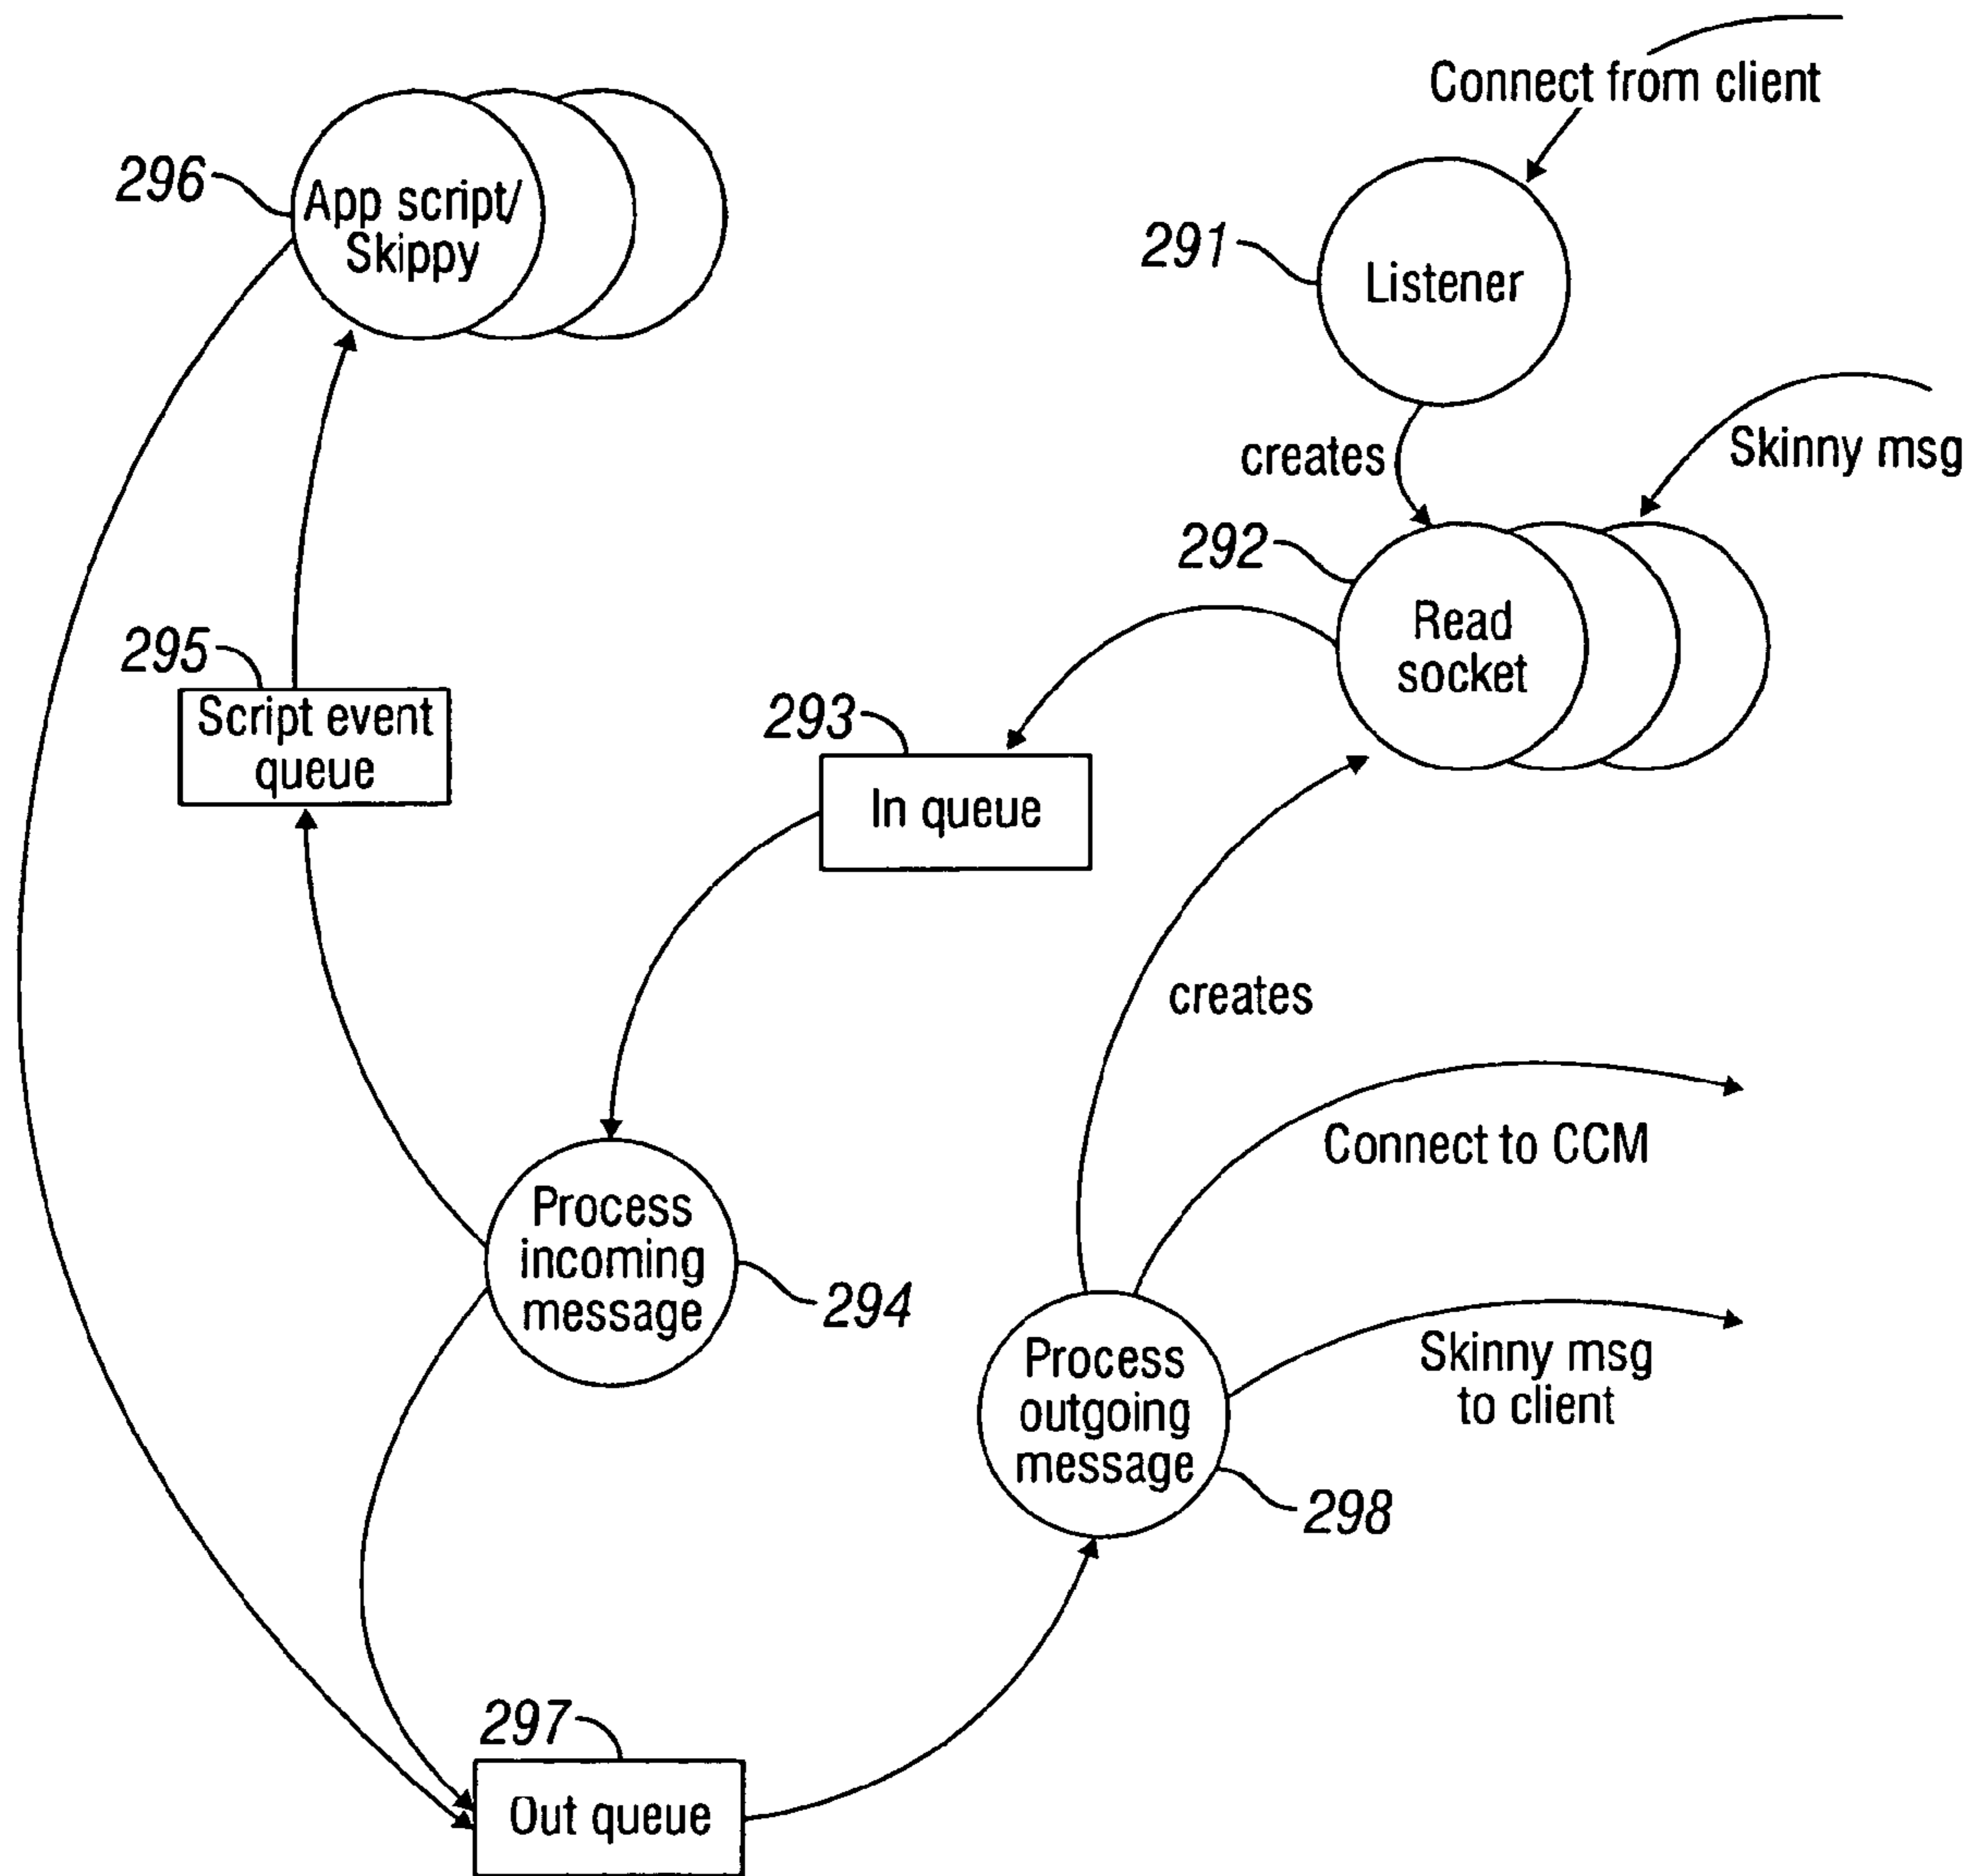 Connect from client
296
App script/
Skippy
291
Listener
creates
Skinny msg
292
Read
socket
295
Script event
queue
293
In queue
creates
Process
incoming
message
294
Connect to CCM
Process
outgoing
message
298
Skinny msg
to client
297
Out queue